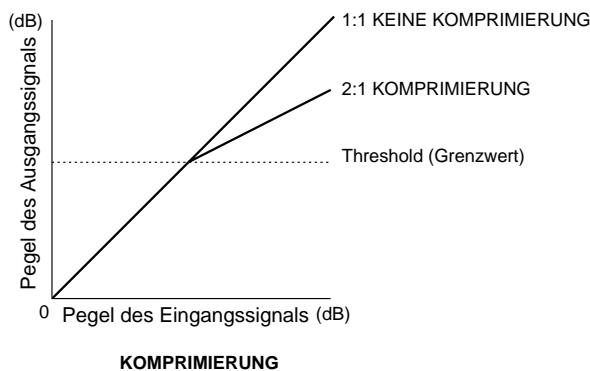 (dB)
1:1 KEINE KOMPRIMIERUNG
2:1 KOMPRIMIERUNG
Threshold (Grenzwert)
Pegel des Ausgangssignals
0
Pegel des Eingangssignals (dB)
KOMPRIMIERUNG